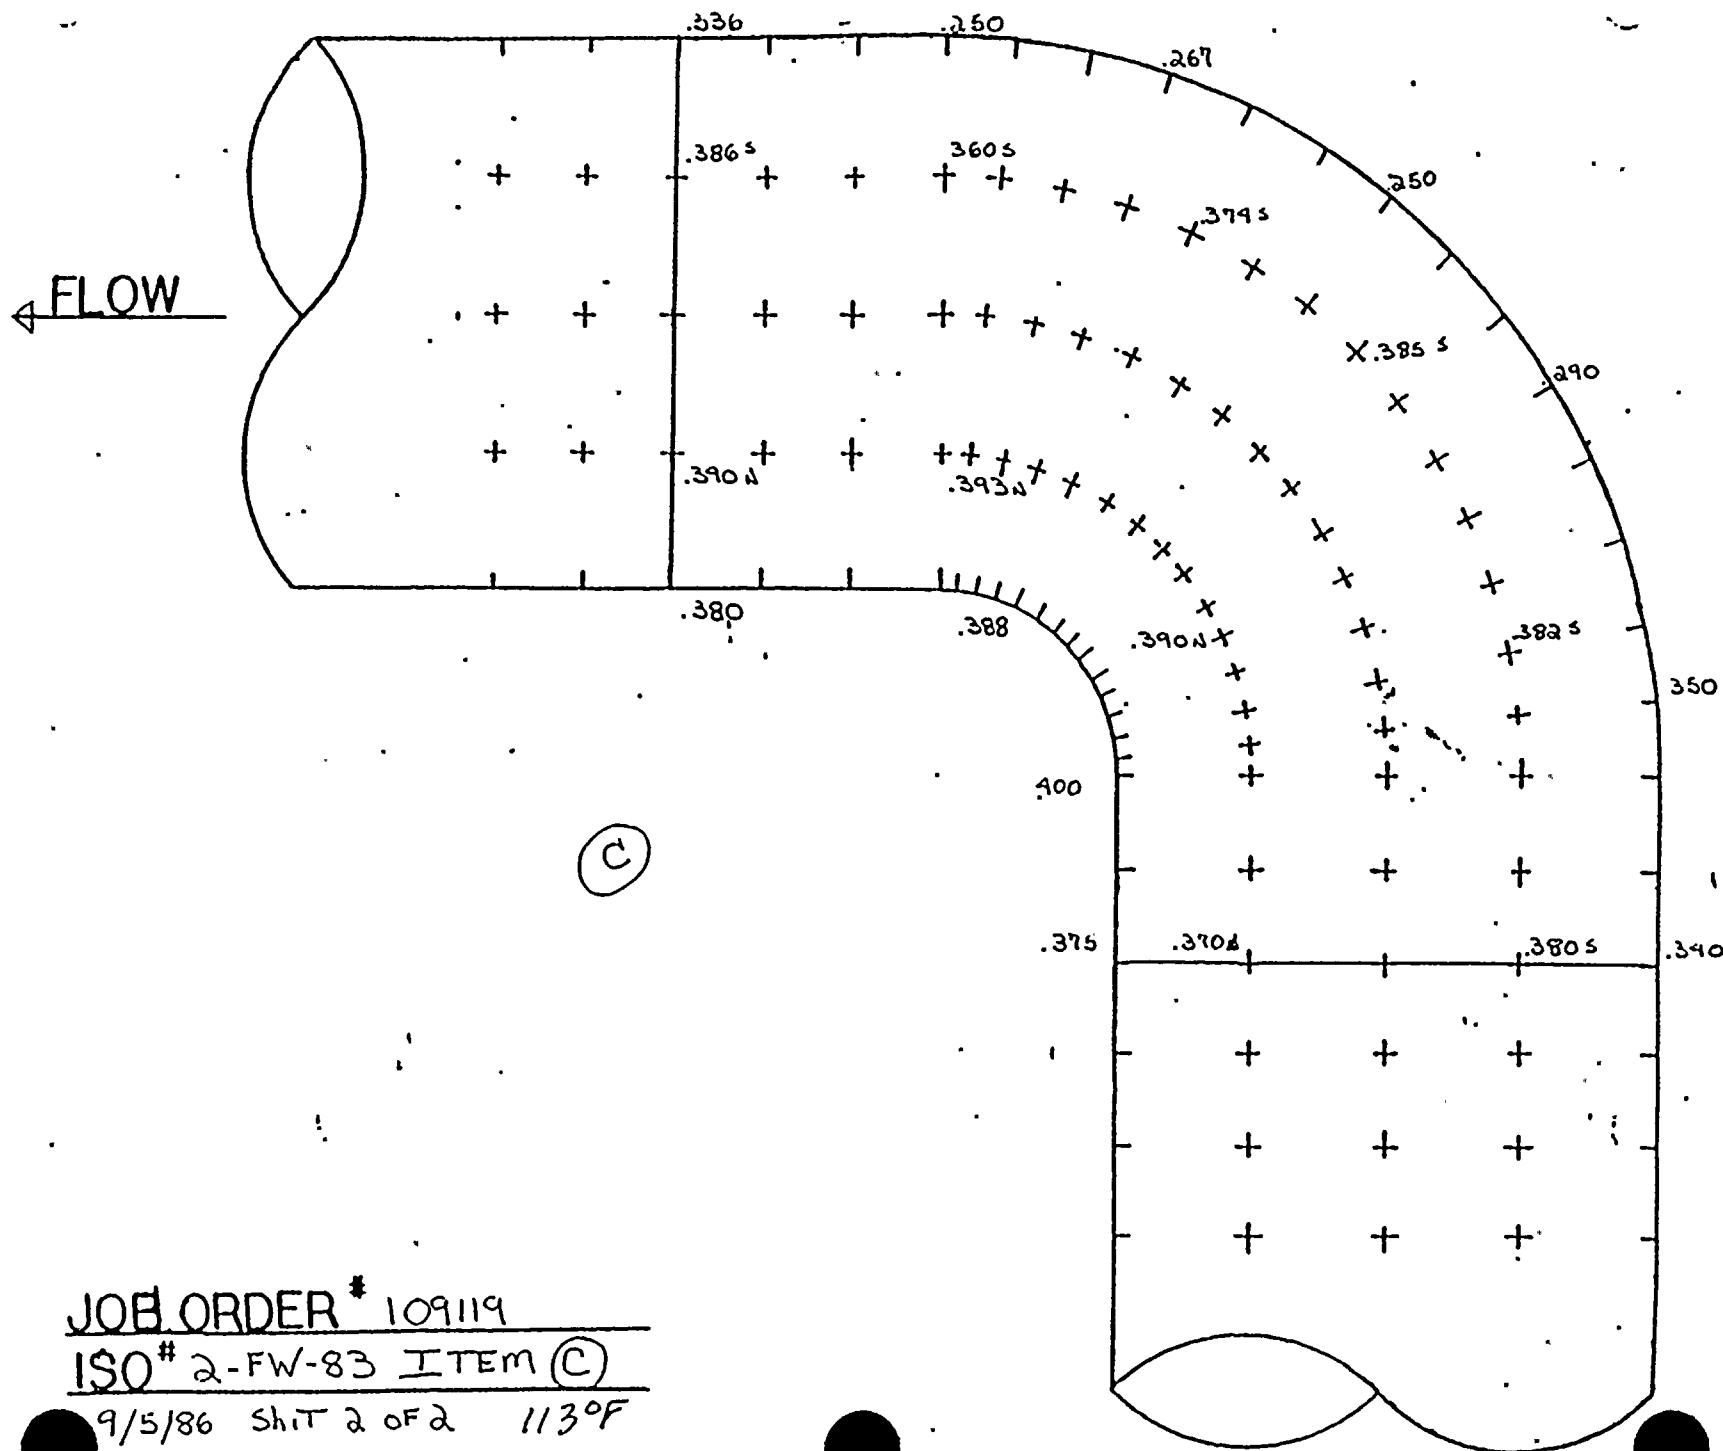 .336
.250
.267
.386 S
.360 S
.250
.379 S
FLOW
.385 S
.290
.390 N
.393 N
.380
.388
.390 N
.382 S
.350
.400
C
.375
.370 N
.380 S
.340
JOB ORDER # 109119
ISO # 2-FW-83 ITEM C
9/5/86 ShiT 2 OF 2 113°F